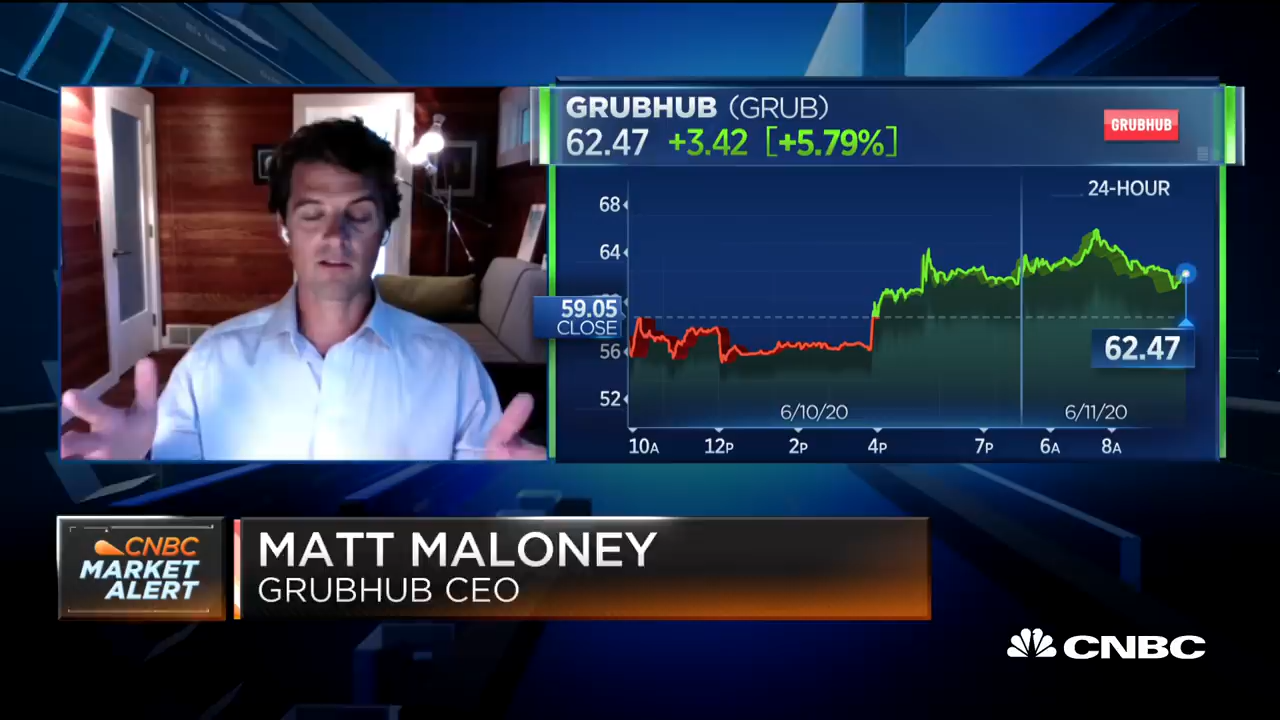 GRUBHUB (GRUB)
62.47 +3.42 [+5.79%]
GRUBHUB
24-HOUR
68
64
59.05
CLOSE
56
52
62.47
6/10/20
6/11/20
10A
12P
2P
4P
7P
6A
8A
CNBC
MARKET
ALERT
MATT MALONEY
GRUBHUB CEO
CNBC